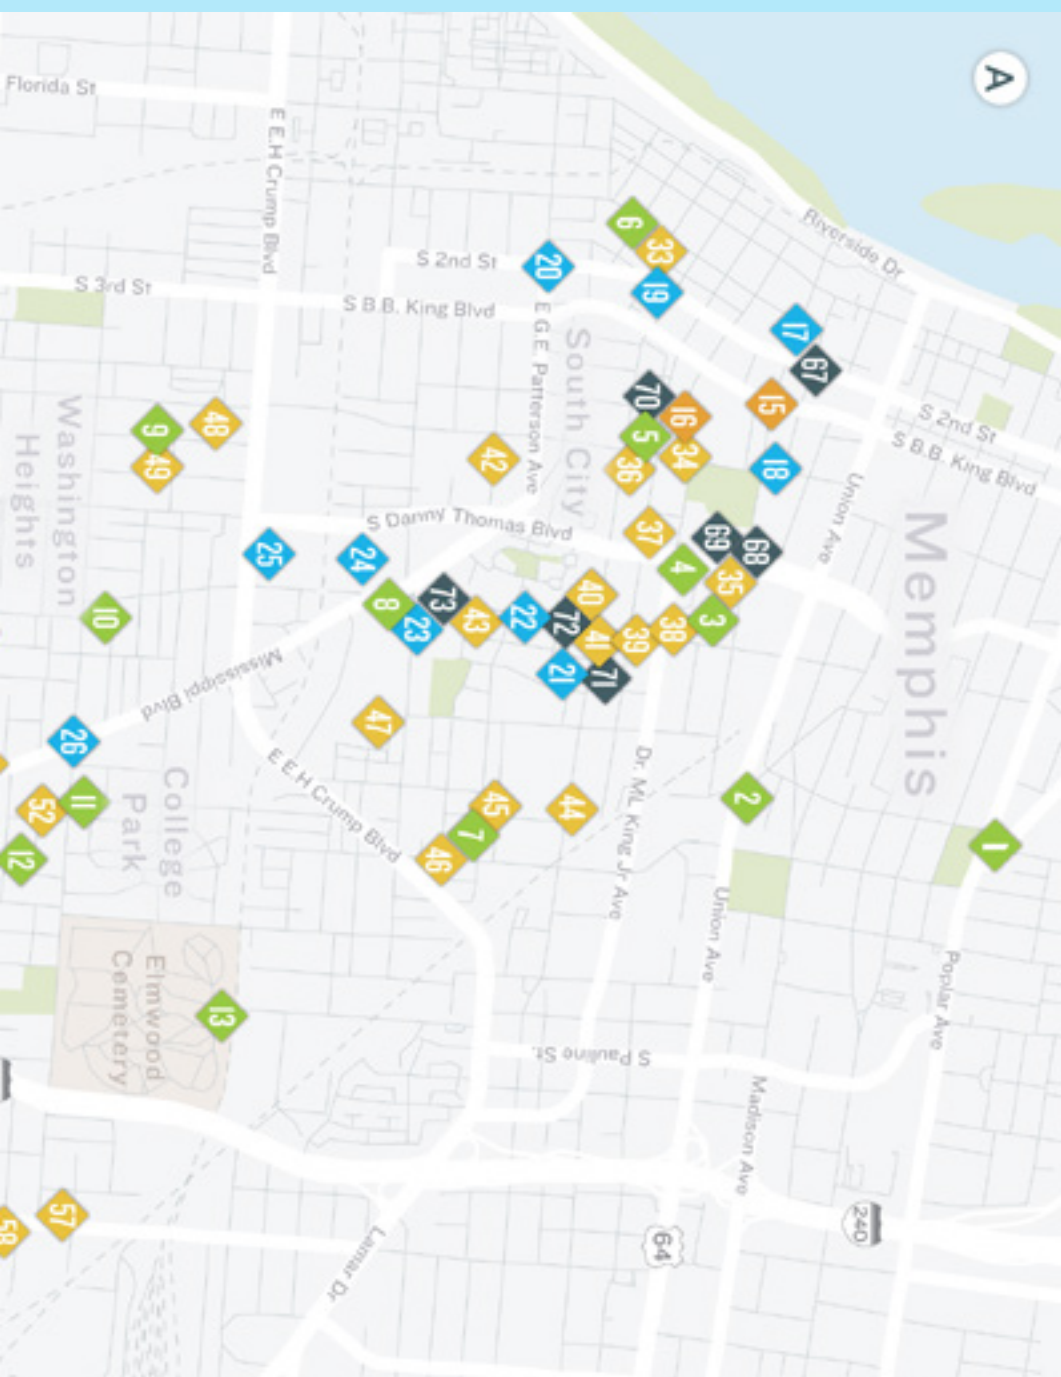 A
Riverside Dr
Memphis
Poplar Ave
240
S 2nd St
S B.B. King Blvd
Union Ave
Union Ave
Madison Ave
64
1
2
17
67
15
18
68
69
35
4
3
6
33
19
20
70
16
5
34
36
37
38
39
40
41
72
71
21
22
43
73
23
8
24
25
42
44
45
7
46
47
Dr. ML King Jr Ave
S Pauline St.
South City
E G.E. Patterson Ave
S Danny Thomas Blvd
S 2nd St
S B.B. King Blvd
S 3rd St
E E.H Crump Blvd
E E.H Crump Blvd
Florida St
Mississippi Blvd
Lamar Dr
48
9
49
10
26
11
52
12
13
57
58
College
Park
Elmwood
Cemetery
Washington
Heights